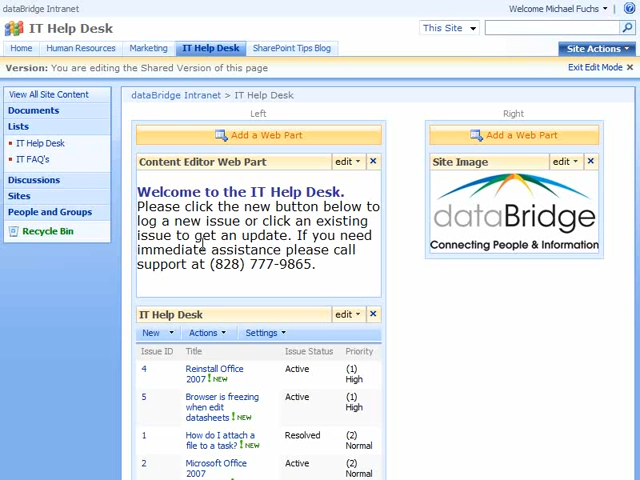 dataBridge Intranet
Welcome Michael Fuchs
IT Help Desk
This Site
Home
Human Resources
Marketing
IT Help Desk
SharePoint Tips Blog
Site Actions
Version: You are editing the Shared Version of this page
Exit Edit Mode
View All Site Content
Documents
Lists
IT Help Desk
IT FAQ's
Discussions
Sites
People and Groups
Recycle Bin
dataBridge Intranet > IT Help Desk
Left
Add a Web Part
Content Editor Web Part
edit
Welcome to the IT Help Desk.
Please click the new button below to
log a new issue or click an existing
issue to get an update. If you need
immediate assistance please call
support at (828) 777-9865.
IT Help Desk
edit
New
Actions
Settings
Issue ID Title Issue Status Priority
4 Reinstall Office Active (1)
2007 NEW High
5 Browser is freezing Active (1)
when edit High
datasheets NEW
1 How do I attach a Resolved (2)
file to a task? NEW Normal
2 Microsoft Office Active (2)
2007 Normal
Right
Add a Web Part
Site Image
edit
dataBridge
Connecting People & Information